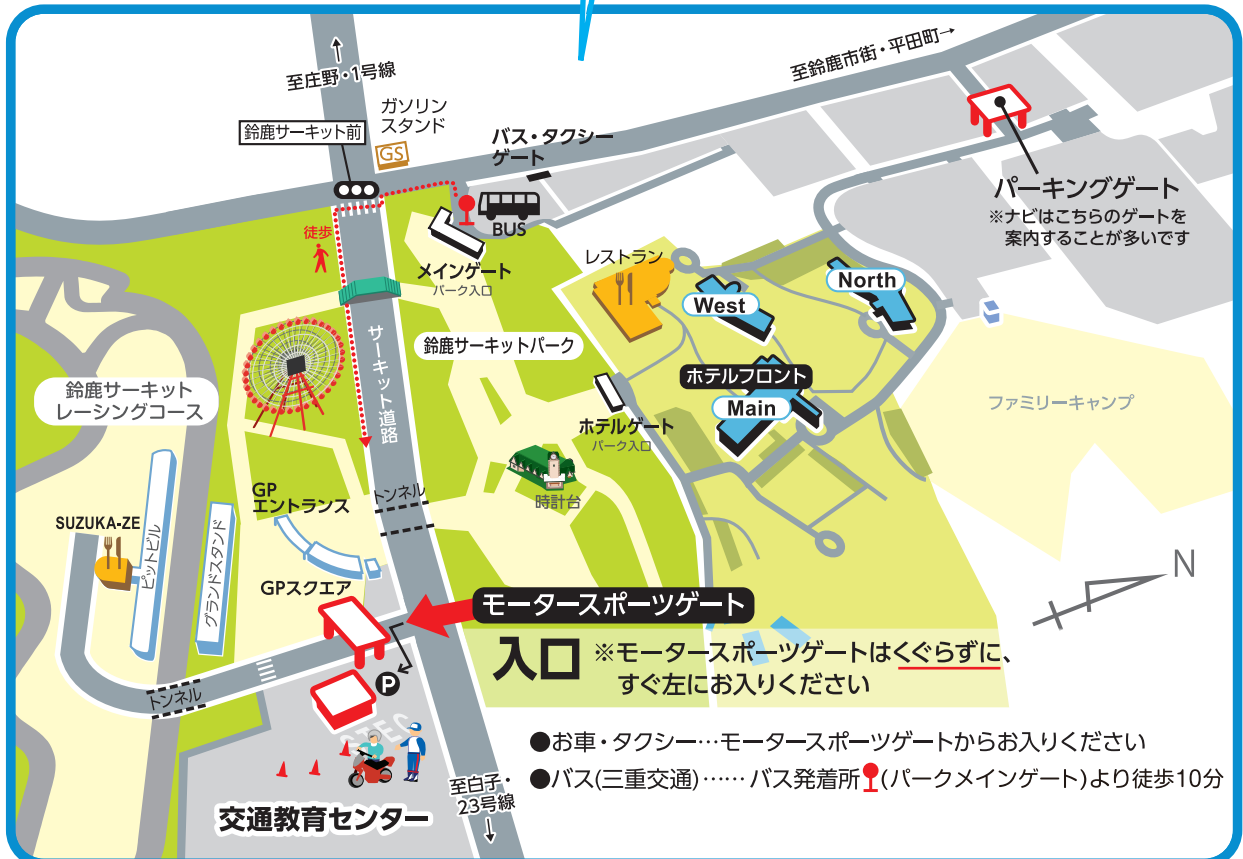 至庄野・1号線
至鈴鹿市街・平田町→
ガソリン
スタンド
GS
鈴鹿サーキット前
バス・タクシー
ゲート
BUS
徒歩
メインゲート
パーク入口
パーキングゲート
※ナビはこちらのゲートを
案内することが多いです
レストラン
West
North
サーキット道路
鈴鹿サーキットパーク
鈴鹿サーキット
レーシングコース
ホテルフロント
Main
ホテルゲート
パーク入口
ファミリーキャンプ
時計台
GP
エントランス
トンネル
SUZUKA-ZE
ピットビル
グランドスタンド
GPスクエア
N
モータースポーツゲート
入口
※モータースポーツゲートはくぐらずに、
すぐ左にお入りください
P
トンネル
STEC
●お車・タクシー…モータースポーツゲートからお入りください
●バス(三重交通)……バス発着所(パークメインゲート)より徒歩10分
至白子・
23号線
交通教育センター